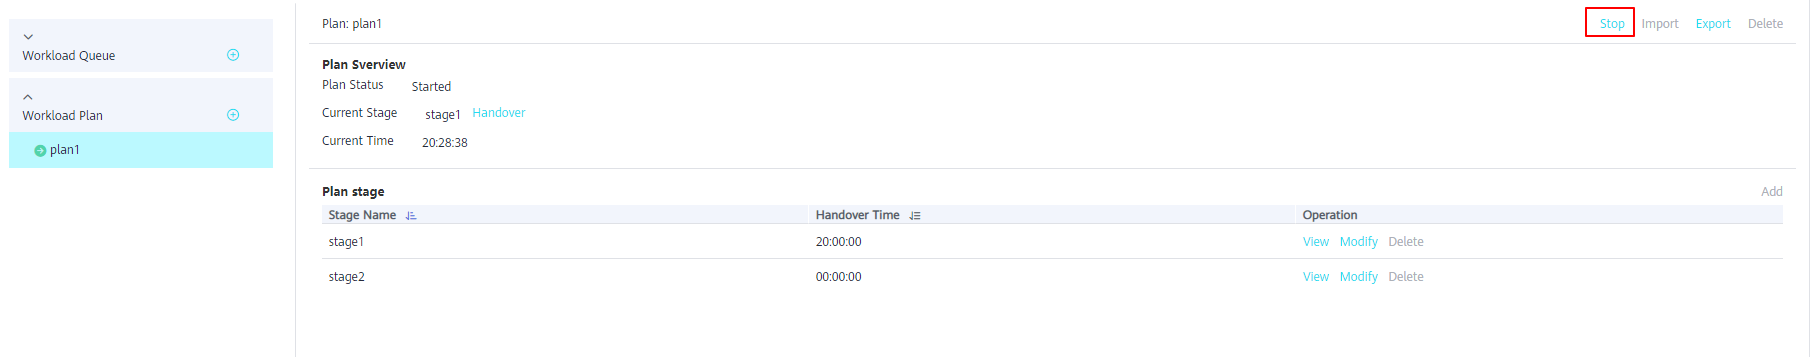 Workload Queue
Workload Plan
plan1
Plan: plan1
Stop Import Export Delete
Plan Sverview
Plan Status Started
Current Stage stage1 Handover
Current Time 20:28:38
Plan stage Add
Stage Name Handover Time Operation
stage1 20:00:00 View Modify Delete
stage2 00:00:00 View Modify Delete